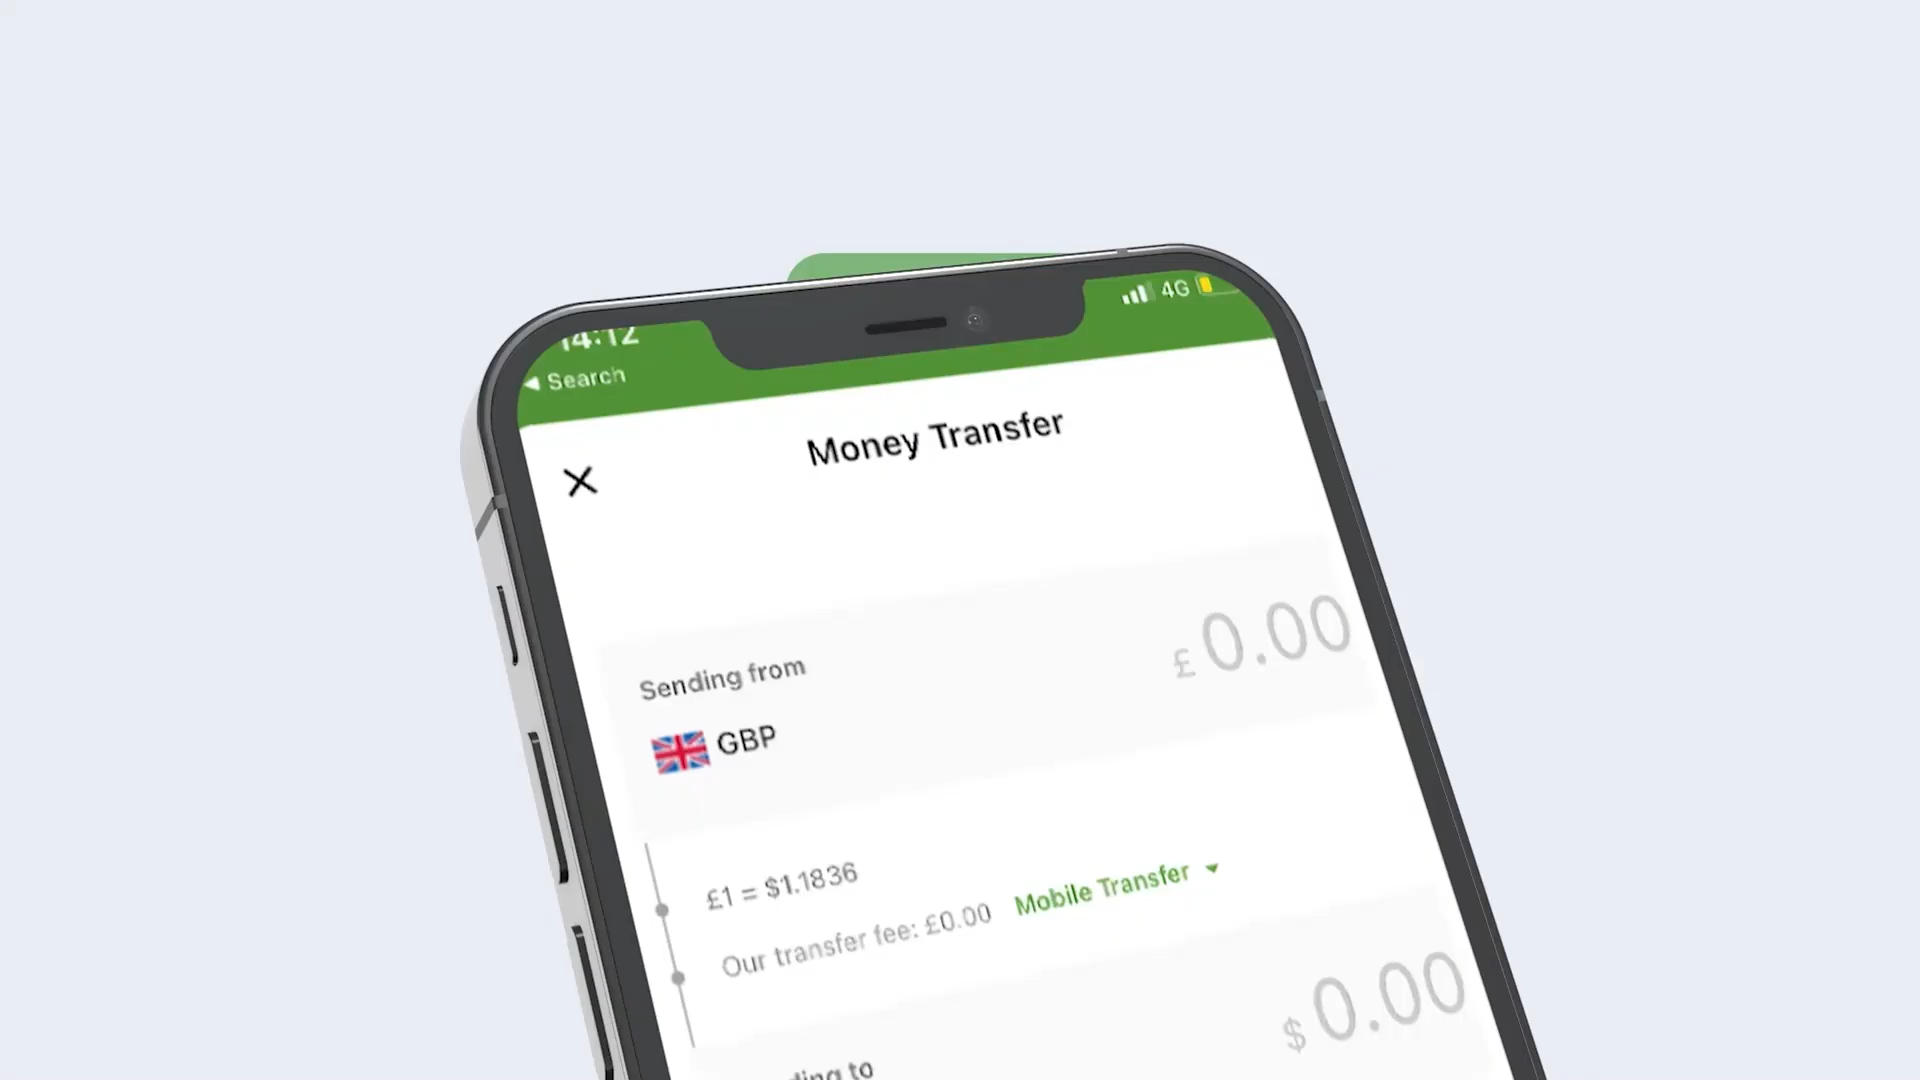 14:12
4G
◀ Search
Money Transfer
Sending from
£ 0.00
GBP
£1 = $1.1836
Our transfer fee: £0.00 Mobile Transfer
$ 0.00
to